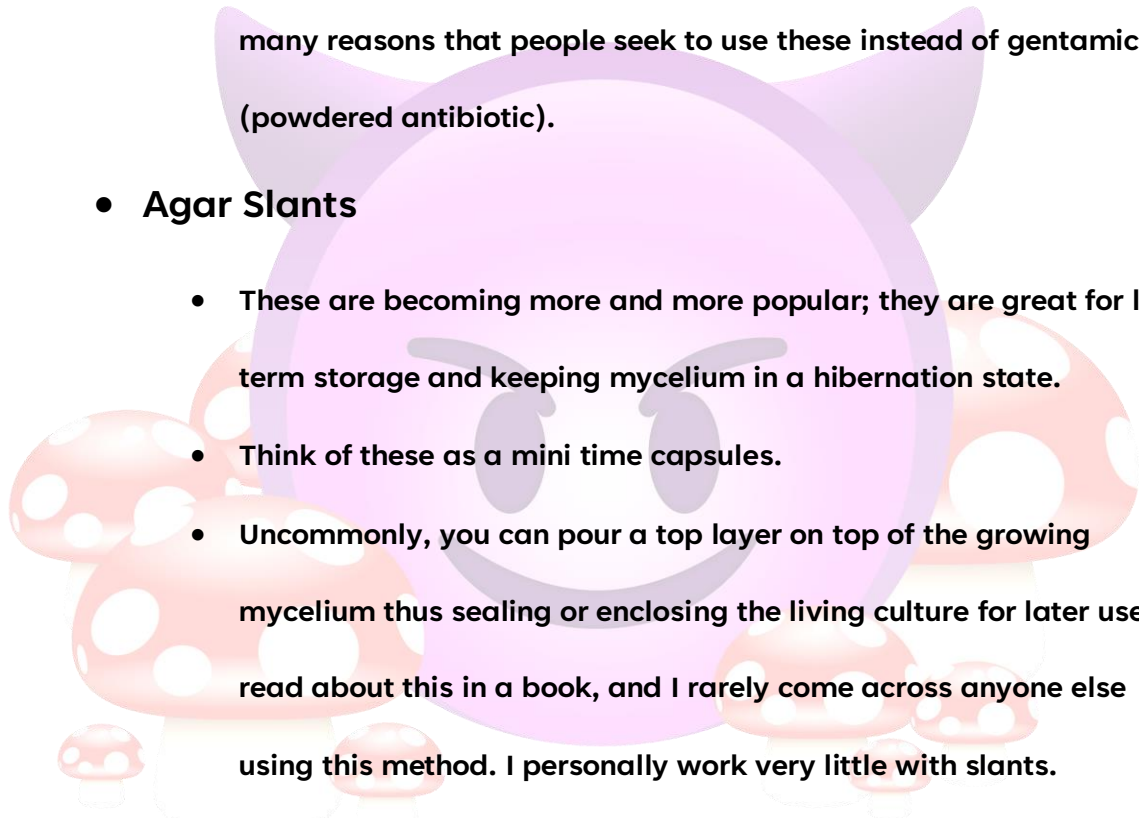 many reasons that people seek to use these instead of gentamic
(powdered antibiotic).
• Agar Slants
• These are becoming more and more popular; they are great for l
term storage and keeping mycelium in a hibernation state.
• Think of these as a mini time capsules.
• Uncommonly, you can pour a top layer on top of the growing
mycelium thus sealing or enclosing the living culture for later use
read about this in a book, and I rarely come across anyone else
using this method. I personally work very little with slants.